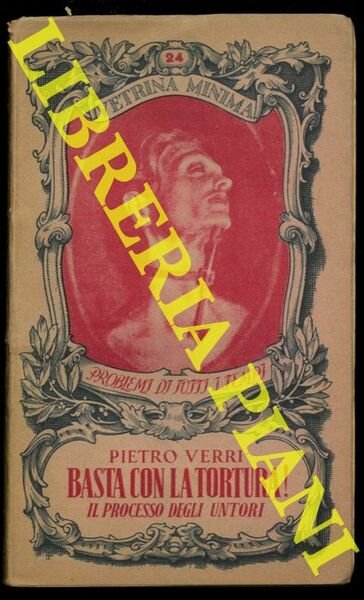 24
VETRINA MINIMA
PROBLEMI DI TUTTI I TEMPI
PIETRO VERRI
BASTA CON LA TORTURA!
IL PROCESSO DEGLI UNTORI
LIBRERIA PIANI